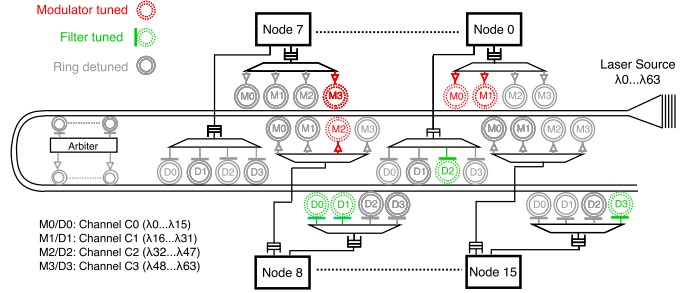 Modulator tuned
Filter tuned
Ring detuned
Node 7
Node 0
Laser Source
λ0...λ63
M0 M1 M2 M3
M0 M1 M2 M3
M0 M1 M2 M3
M0 M1 M2 M3
Arbiter
D0 D1 D2 D3
D0 D1 D2 D3
D0 D1 D2 D3
D0 D1 D2 D3
M0/D0: Channel C0 (λ0...λ15)
M1/D1: Channel C1 (λ16...λ31)
M2/D2: Channel C2 (λ32...λ47)
M3/D3: Channel C3 (λ48...λ63)
Node 8
Node 15